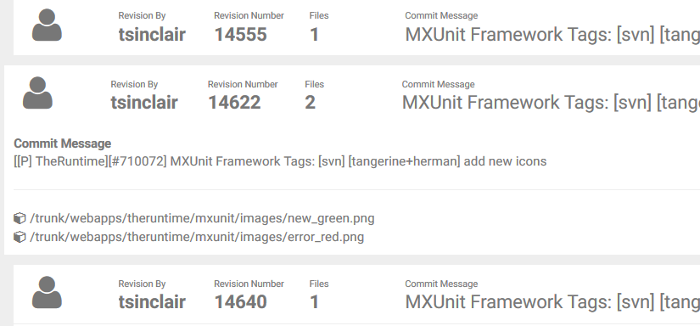 Revision By Revision Number Files Commit Message
tsinclair 14555 1 MXUnit Framework Tags: [svn] [tang
Revision By Revision Number Files Commit Message
tsinclair 14622 2 MXUnit Framework Tags: [svn] [tang
Commit Message
[[P] TheRuntime][#710072] MXUnit Framework Tags: [svn] [tangerine+herman] add new icons
/trunk/webapps/theruntime/mxunit/images/new_green.png
/trunk/webapps/theruntime/mxunit/images/error_red.png
Revision By Revision Number Files Commit Message
tsinclair 14640 1 MXUnit Framework Tags: [svn] [tang